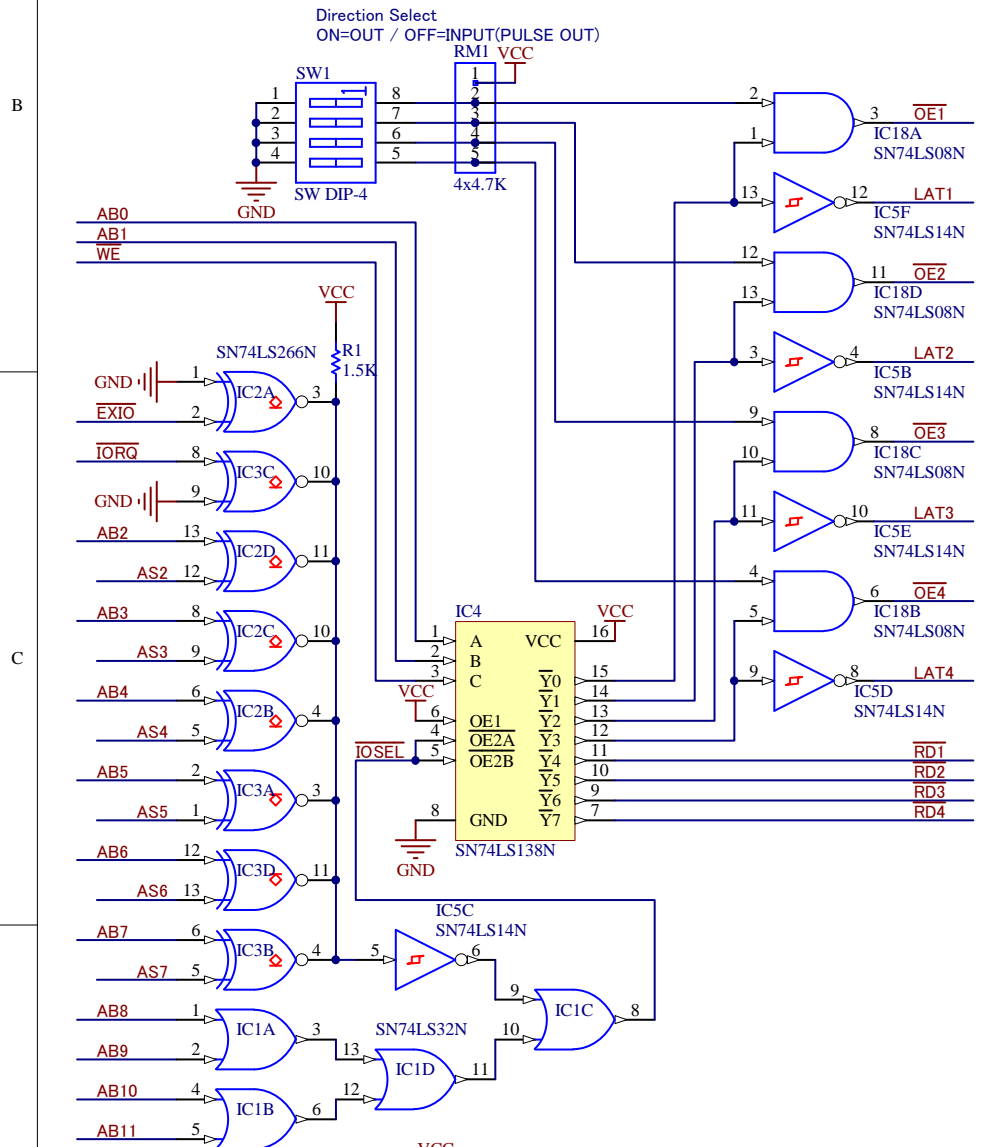 Direction Select
ON=OUT / OFF=INPUT(PULSE OUT)
RM1
VCC
SW1
1
1
1
8
2
7
3
6
4
5
2
3
4
5
SW DIP-4
4x4.7K
GND
B
2
1
3
OE1
IC18A
SN74LS08N
13
12
LAT1
IC5F
SN74LS14N
AB0
AB1
WE
12
13
11
OE2
IC18D
SN74LS08N
3
4
LAT2
IC5B
SN74LS14N
VCC
R1
1.5K
SN74LS266N
GND
1
EXIO
2
IC2A
3
IORQ
8
GND
9
IC3C
10
9
10
8
OE3
IC18C
SN74LS08N
11
10
LAT3
IC5E
SN74LS14N
AB2
13
AS2
12
IC2D
11
4
5
6
OE4
IC18B
SN74LS08N
9
8
LAT4
IC5D
SN74LS14N
C
AB3
8
AS3
9
IC2C
10
AB4
6
AS4
5
IC2B
4
AB5
2
AS5
1
IC3A
3
AB6
12
AS6
13
IC3D
11
AB7
6
AS7
5
IC3B
4
IC4
1
A
VCC
16
VCC
2
B
3
C
Y0
15
VCC
Y1
14
6
OE1
Y2
13
IOSEL
4
OE2A
Y3
12
5
OE2B
Y4
11
RD1
Y5
10
RD2
Y6
9
RD3
8
GND
Y7
7
RD4
GND
SN74LS138N
IC5C
SN74LS14N
5
6
9
10
IC1C
8
AB8
1
AB9
2
IC1A
3
SN74LS32N
13
12
IC1D
11
AB10
4
AB11
5
IC1B
6
VCC